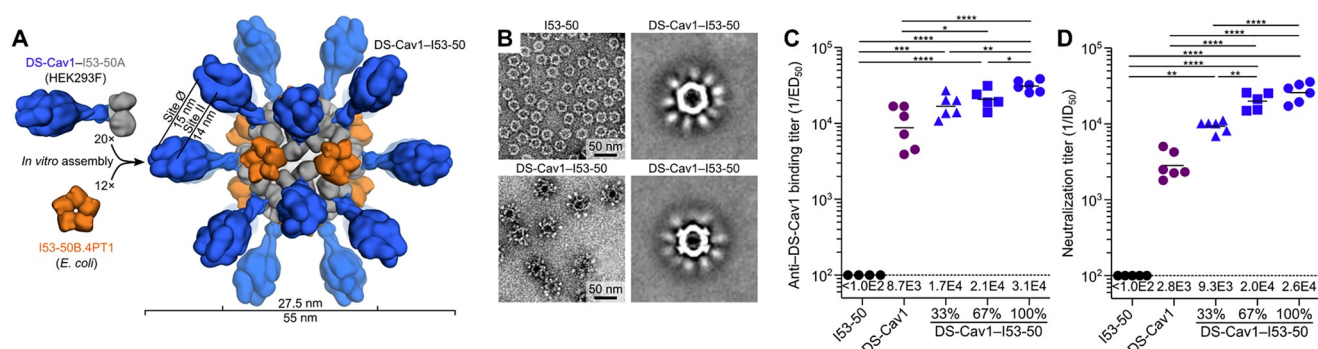 A
DS-Cav1–I53-50A
(HEK293F)
20×
In vitro assembly
12×
I53-50B.4PT1
(E. coli)
Site Ø
15 nm
Site II
14 nm
DS-Cav1–I53-50
27.5 nm
55 nm
B
I53-50
DS-Cav1–I53-50
50 nm
DS-Cav1–I53-50
DS-Cav1–I53-50
50 nm
C
Anti–DS-Cav1 binding titer (1/ED50)
10^5
10^4
10^3
10^2
****
*
****
*** **
**** *
<1.0E2 8.7E3 1.7E4 2.1E4 3.1E4
I53-50 DS-Cav1 33% 67% 100%
DS-Cav1–I53-50
D
Neutralization titer (1/ID50)
10^5
10^4
10^3
10^2
****
****
****
****
****
** **
<1.0E2 2.8E3 9.3E3 2.0E4 2.6E4
I53-50 DS-Cav1 33% 67% 100%
DS-Cav1–I53-50